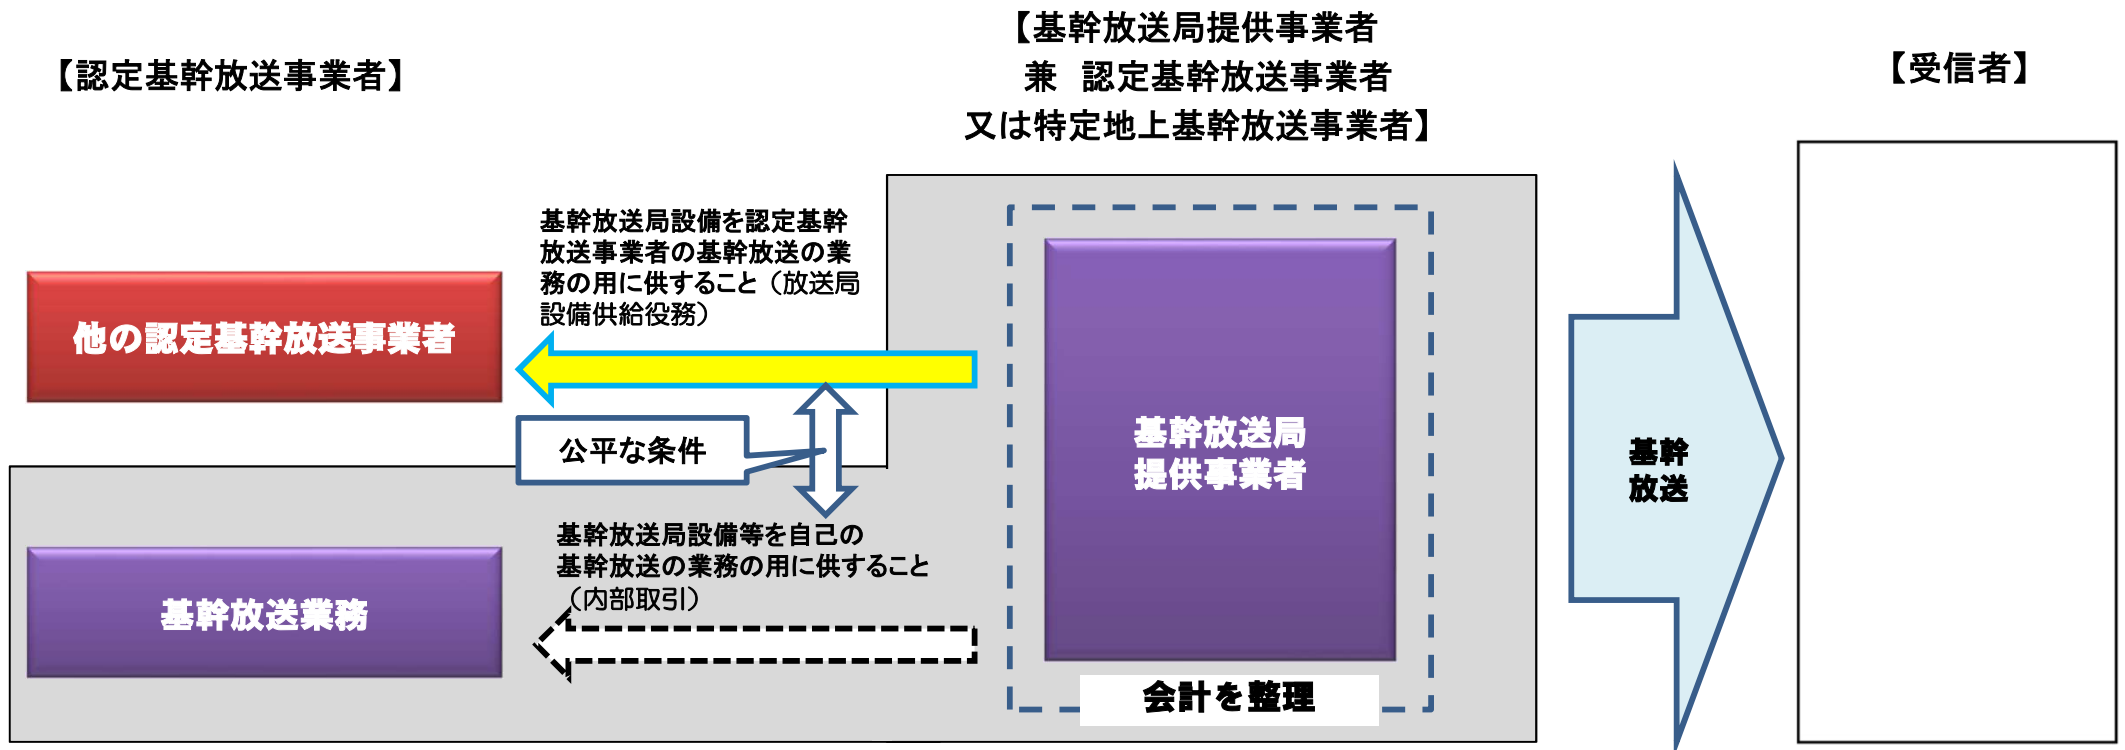 【認定基幹放送事業者】
【基幹放送局提供事業者
兼　認定基幹放送事業者
又は特定地上基幹放送事業者】
【受信者】
基幹放送局設備を認定基幹
放送事業者の基幹放送の業
務の用に供すること（放送局
設備供給役務）
他の認定基幹放送事業者
公平な条件
基幹放送局
提供事業者
基幹
放送
基幹放送局設備等を自己の
基幹放送の業務の用に供すること
（内部取引）
基幹放送業務
会計を整理